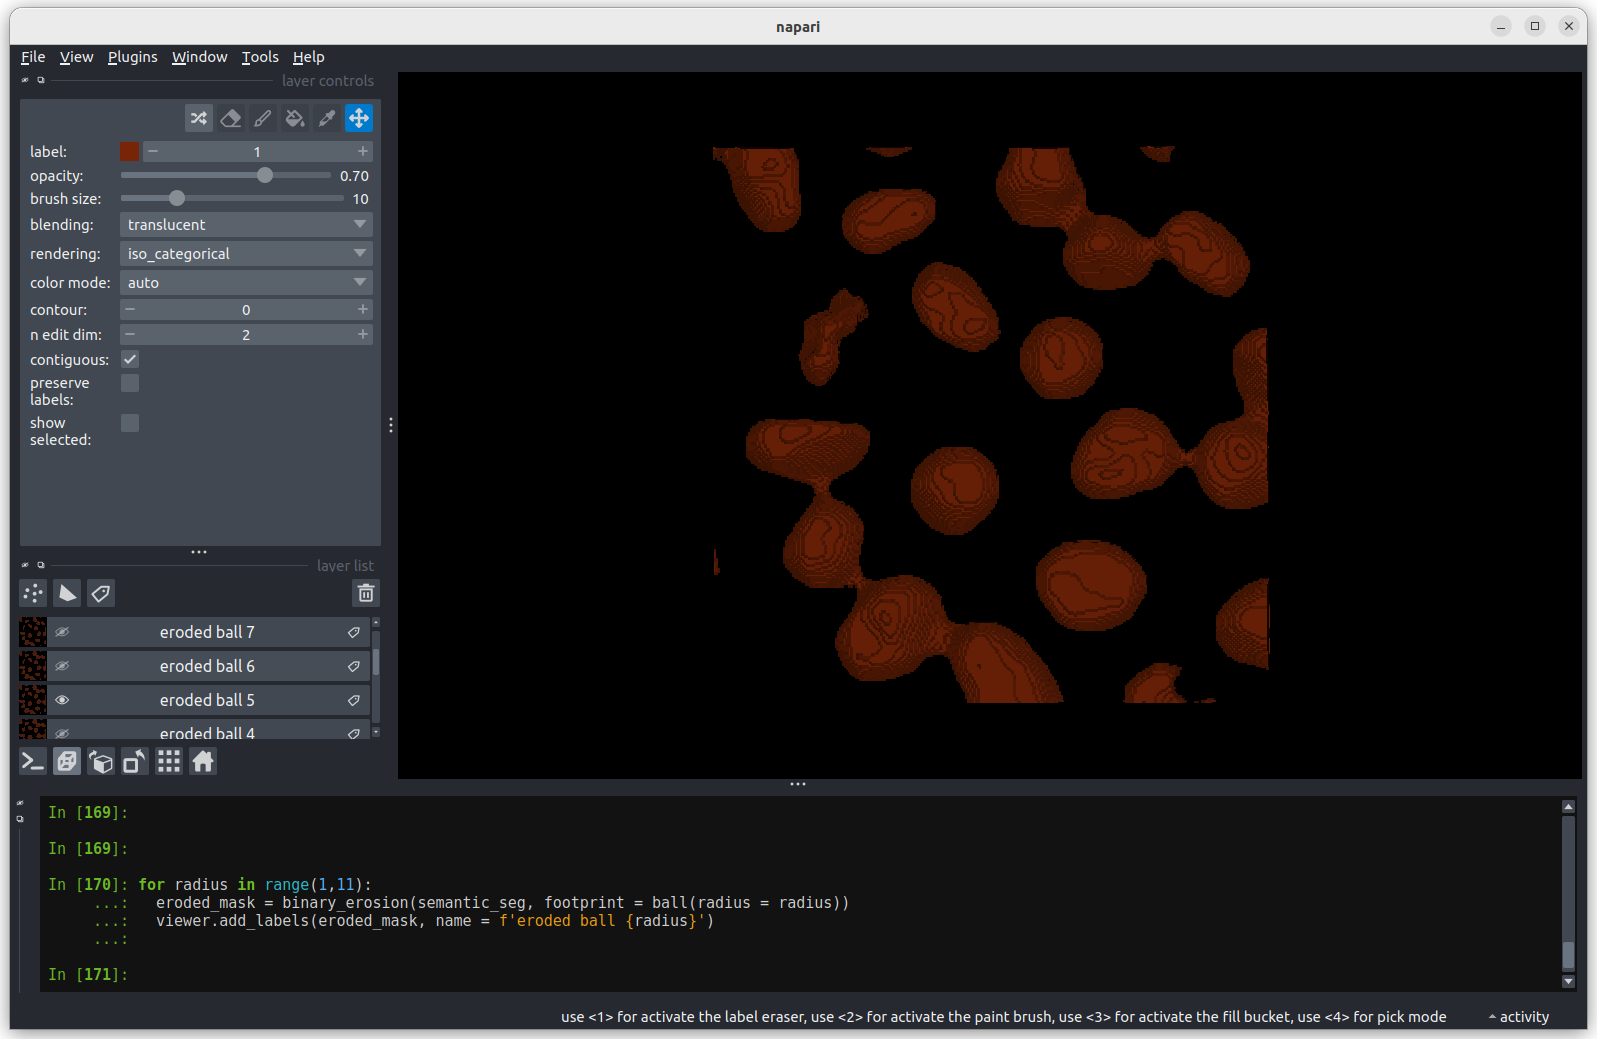 napari
File View Plugins Window Tools Help
layer controls
label: 1
opacity: 0.70
brush size: 10
blending: translucent
rendering: iso_categorical
color mode: auto
contour: 0
n edit dim: 2
contiguous:
preserve
labels:
show
selected:
layer list
eroded ball 7
eroded ball 6
eroded ball 5
eroded ball 4
In [169]:
In [169]:
In [170]: for radius in range(1,11):
...: eroded_mask = binary_erosion(semantic_seg, footprint = ball(radius = radius))
...: viewer.add_labels(eroded_mask, name = f'eroded ball {radius}')
...:
In [171]:
use <1> for activate the label eraser, use <2> for activate the paint brush, use <3> for activate the fill bucket, use <4> for pick mode
activity